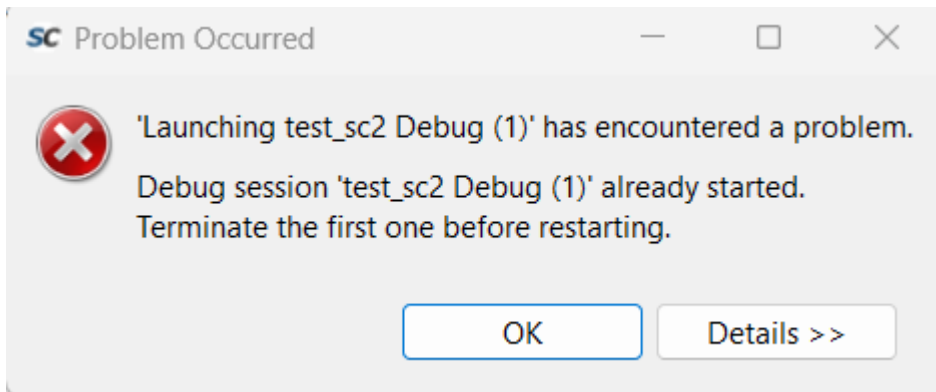 SC Problem Occurred
'Launching test_sc2 Debug (1)' has encountered a problem.
Debug session 'test_sc2 Debug (1)' already started.
Terminate the first one before restarting.
OK
Details >>